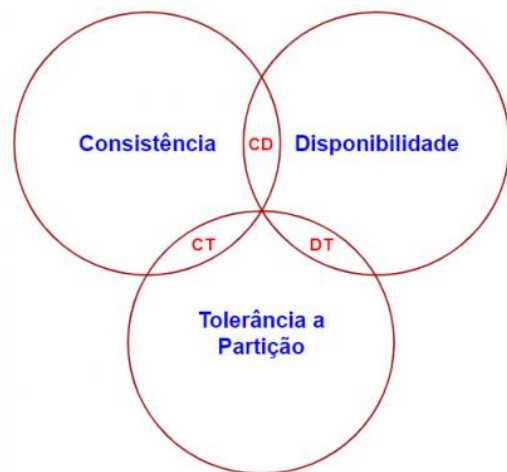 Consistência
CD
Disponibilidade
CT
DT
Tolerância a
Partição